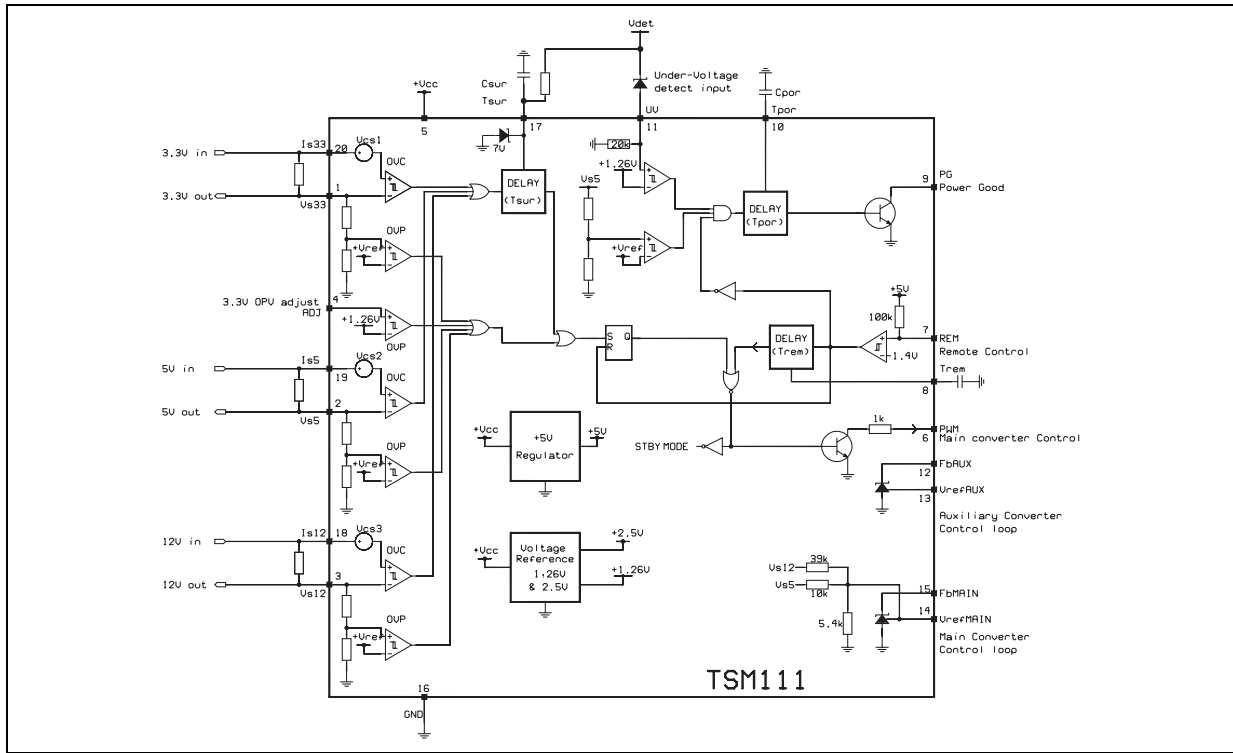 Vdet
Csur
Tsur
Under-Voltage
detect input
Cpor
Tpor
+Vcc
5
17
UV
11
10
7V
20k
3.3V in
Is33
20
Vcs1
OVC
3.3V out
1
Vs33
OVP
+Vref
DELAY
(Tsur)
+1.26V
Vs5
+Vref
DELAY
(Tpor)
9
PG
Power Good
3.3V OPV adjust
ADJ
4
+1.26V
OVP
S Q
R
DELAY
(Trem)
+5V
100k
1.4V
7
REM
Remote Control
Trem
8
5V in
Is5
19
Vcs2
OVC
5V out
2
Vs5
OVP
+Vref
+Vcc
+5V
Regulator
+5V
STBY MODE
1k
PWM
6
Main converter Control
FbAUX
12
VrefAUX
13
Auxiliary Converter
Control loop
12V in
Is12
18
Vcs3
OVC
12V out
3
Vs12
OVP
+Vref
+Vcc
Voltage
Reference
1.26V
& 2.5V
+2.5V
+1.26V
Vs12
39k
Vs5
10k
5.4k
15
FbMAIN
14
VrefMAIN
Main Converter
Control loop
TSM111
16
GND